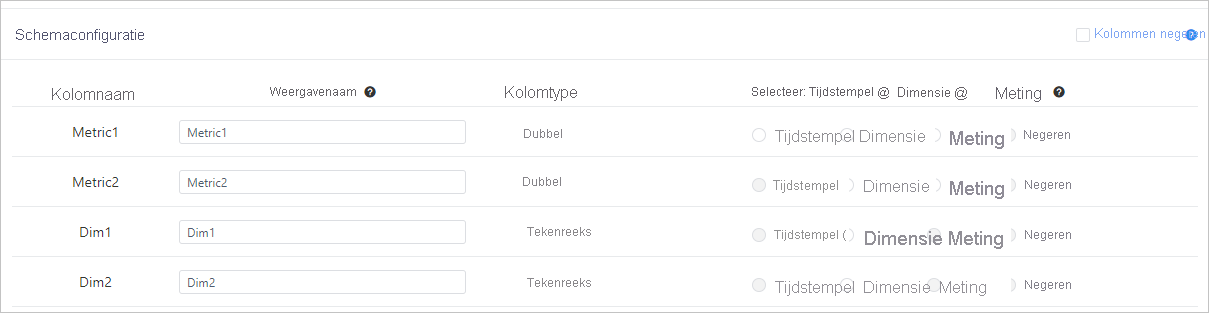 Schemaconfiguratie Kolommen negeren
Kolomnaam Weergavenaam Kolomtype Selecteer: Tijdstempel @ Dimensie @ Meting
Metric1 Metric1 Dubbel Tijdstempel Dimensie Meting Negeren
Metric2 Metric2 Dubbel Tijdstempel Dimensie Meting Negeren
Dim1 Dim1 Tekenreeks Tijdstempel ( Dimensie Meting Negeren
Dim2 Dim2 Tekenreeks Tijdstempel Dimensie Meting Negeren